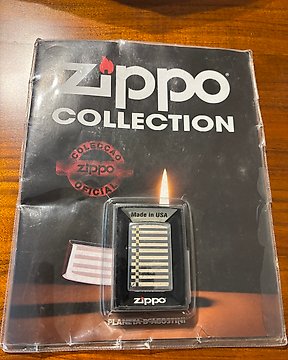 zippo®
COLLECTION
COLECÇÃO
zippo
OFICIAL
Made in USA
zippo
PLANETA DeAGOSTINI